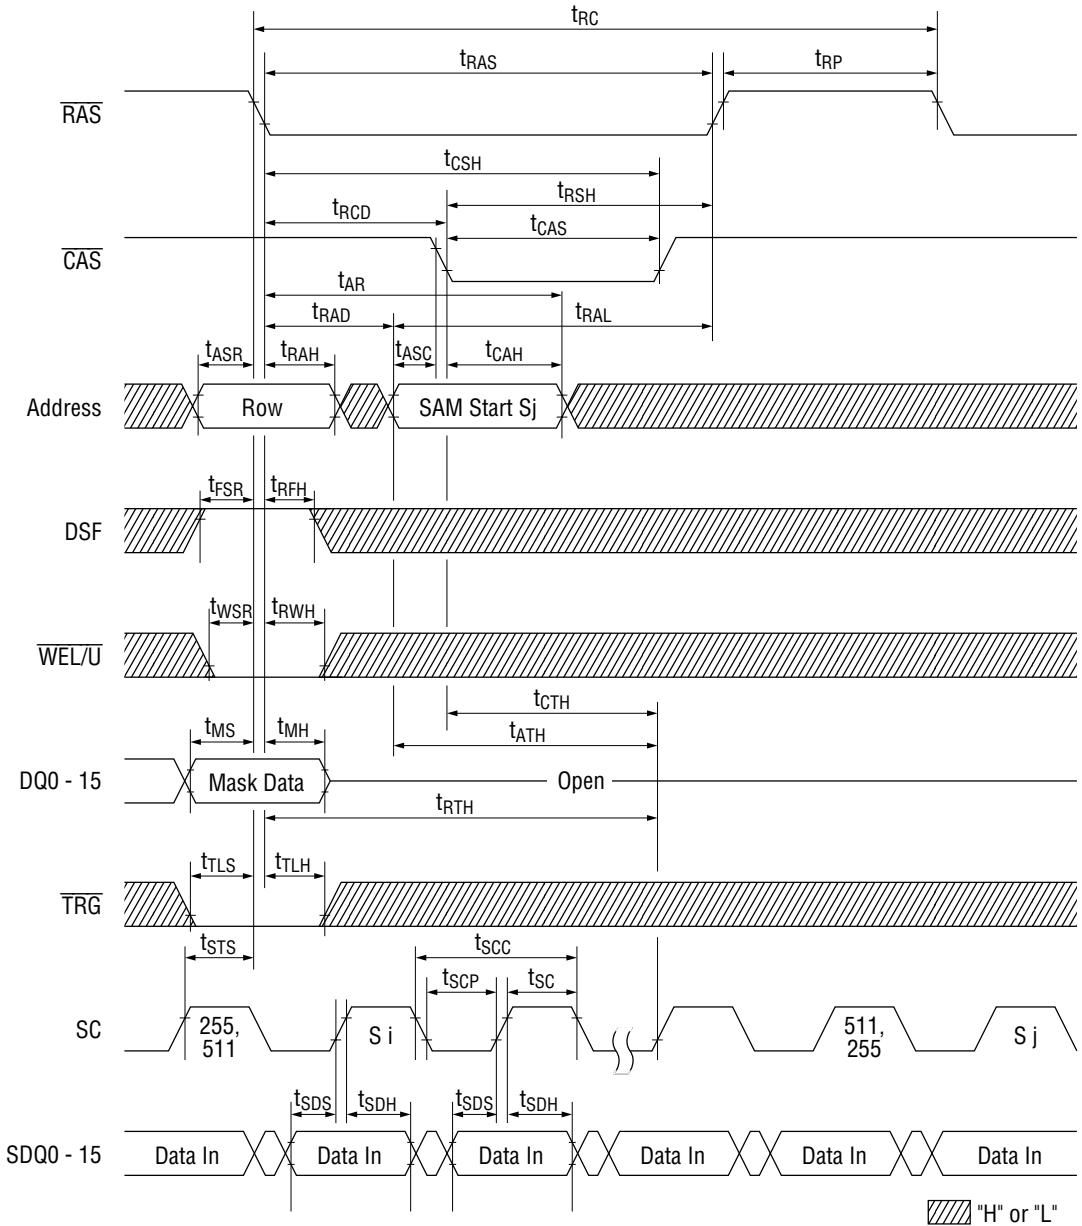 tRC
tRAS
tRP
RAS
tCSH
tRSH
tRCD
tCAS
CAS
tAR
tRAD
tRAL
tASR
tRAH
tASC
tCAH
Address
Row
SAM Start Sj
tFSR
tRFH
DSF
tWSR
tRWH
WEL/U
tCTH
tMS
tMH
tATH
DQ0 - 15
Mask Data
Open
tRTH
tTLS
tTLH
TRG
tSTS
tSCC
tSCP
tSC
SC
255,
511
S i
511,
255
S j
tSDS
tSDH
tSDS
tSDH
SDQ0 - 15
Data In
Data In
Data In
Data In
Data In
Data In
"H" or "L"